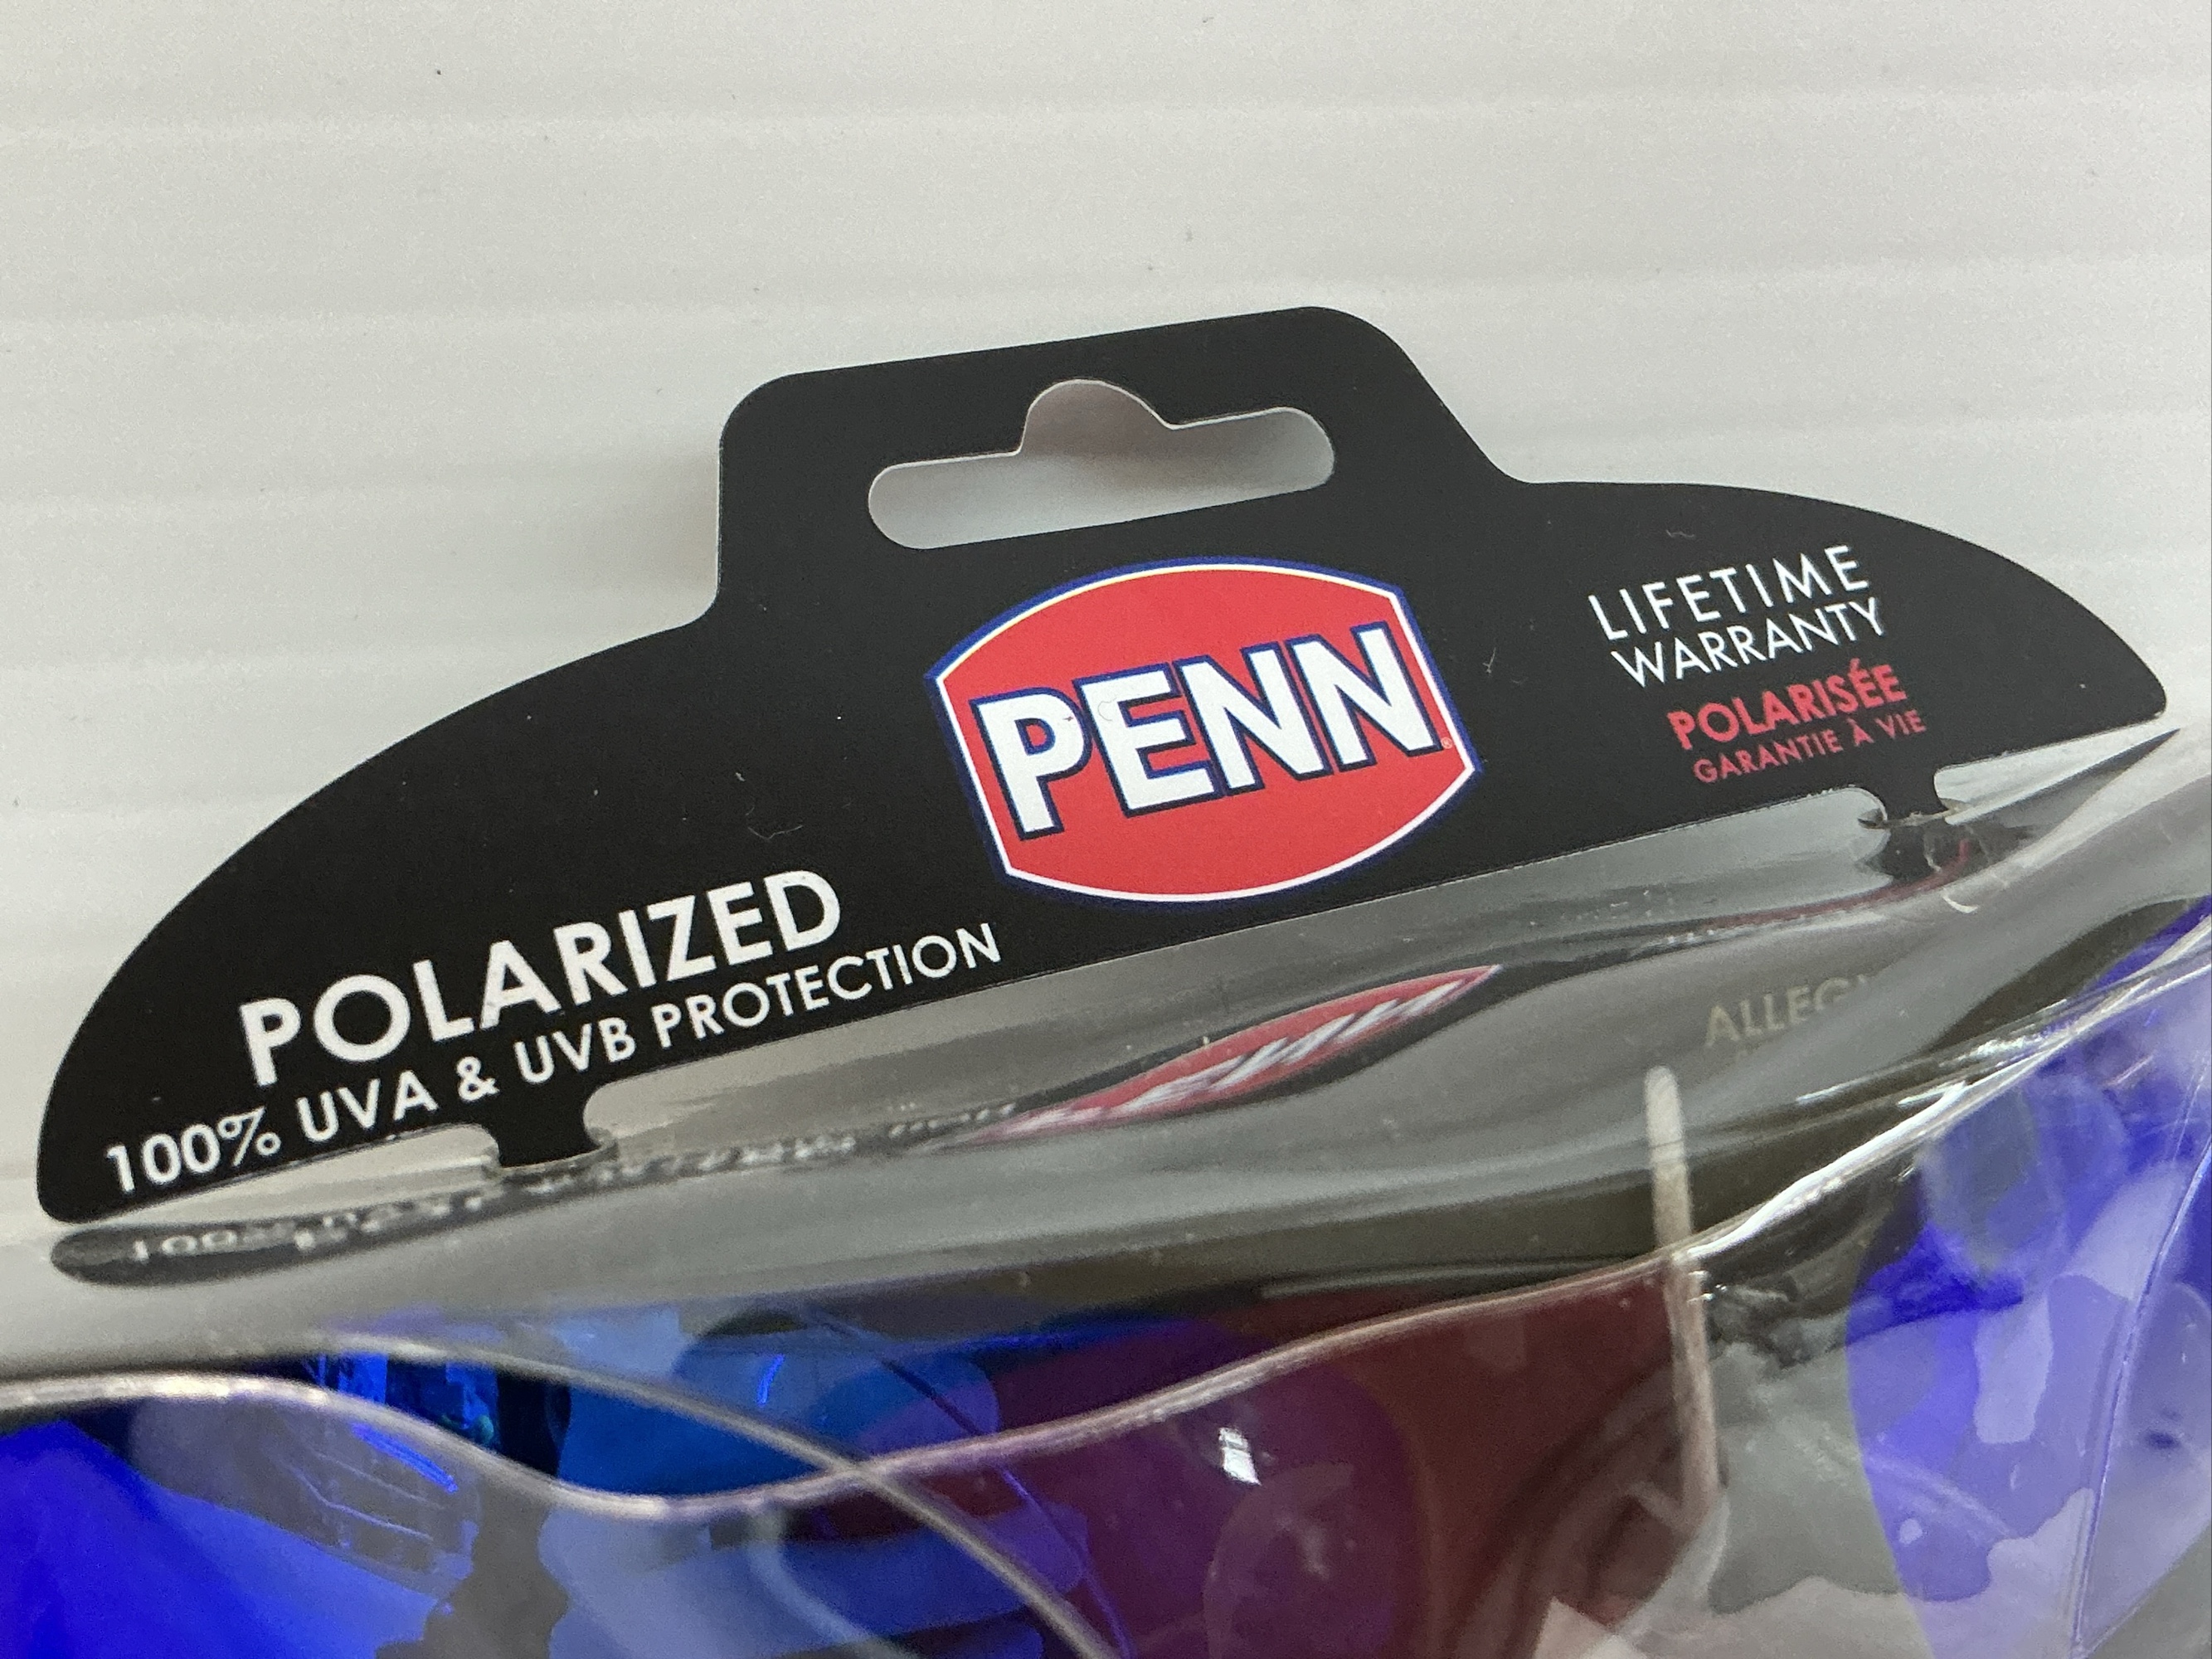 PENN
POLARIZED
100% UVA & UVB PROTECTION
LIFETIME
WARRANTY
POLARISÉE
GARANTIE À VIE